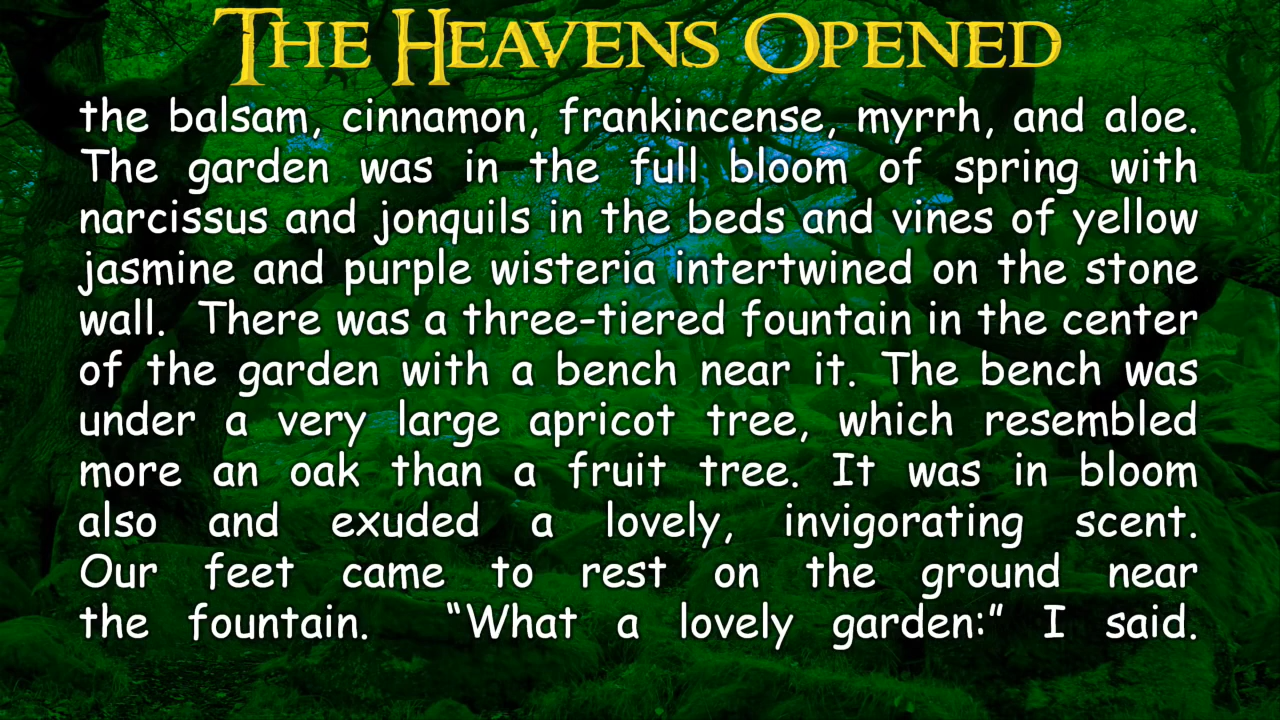 THE HEAVENS OPENED
the balsam, cinnamon, frankincense, myrrh, and aloe.
The garden was in the full bloom of spring with
narcissus and jonquils in the beds and vines of yellow
jasmine and purple wisteria intertwined on the stone
wall. There was a three-tiered fountain in the center
of the garden with a bench near it. The bench was
under a very large apricot tree, which resembled
more an oak than a fruit tree. It was in bloom
also and exuded a lovely, invigorating scent.
Our feet came to rest on the ground near
the fountain. “What a lovely garden:” I said.